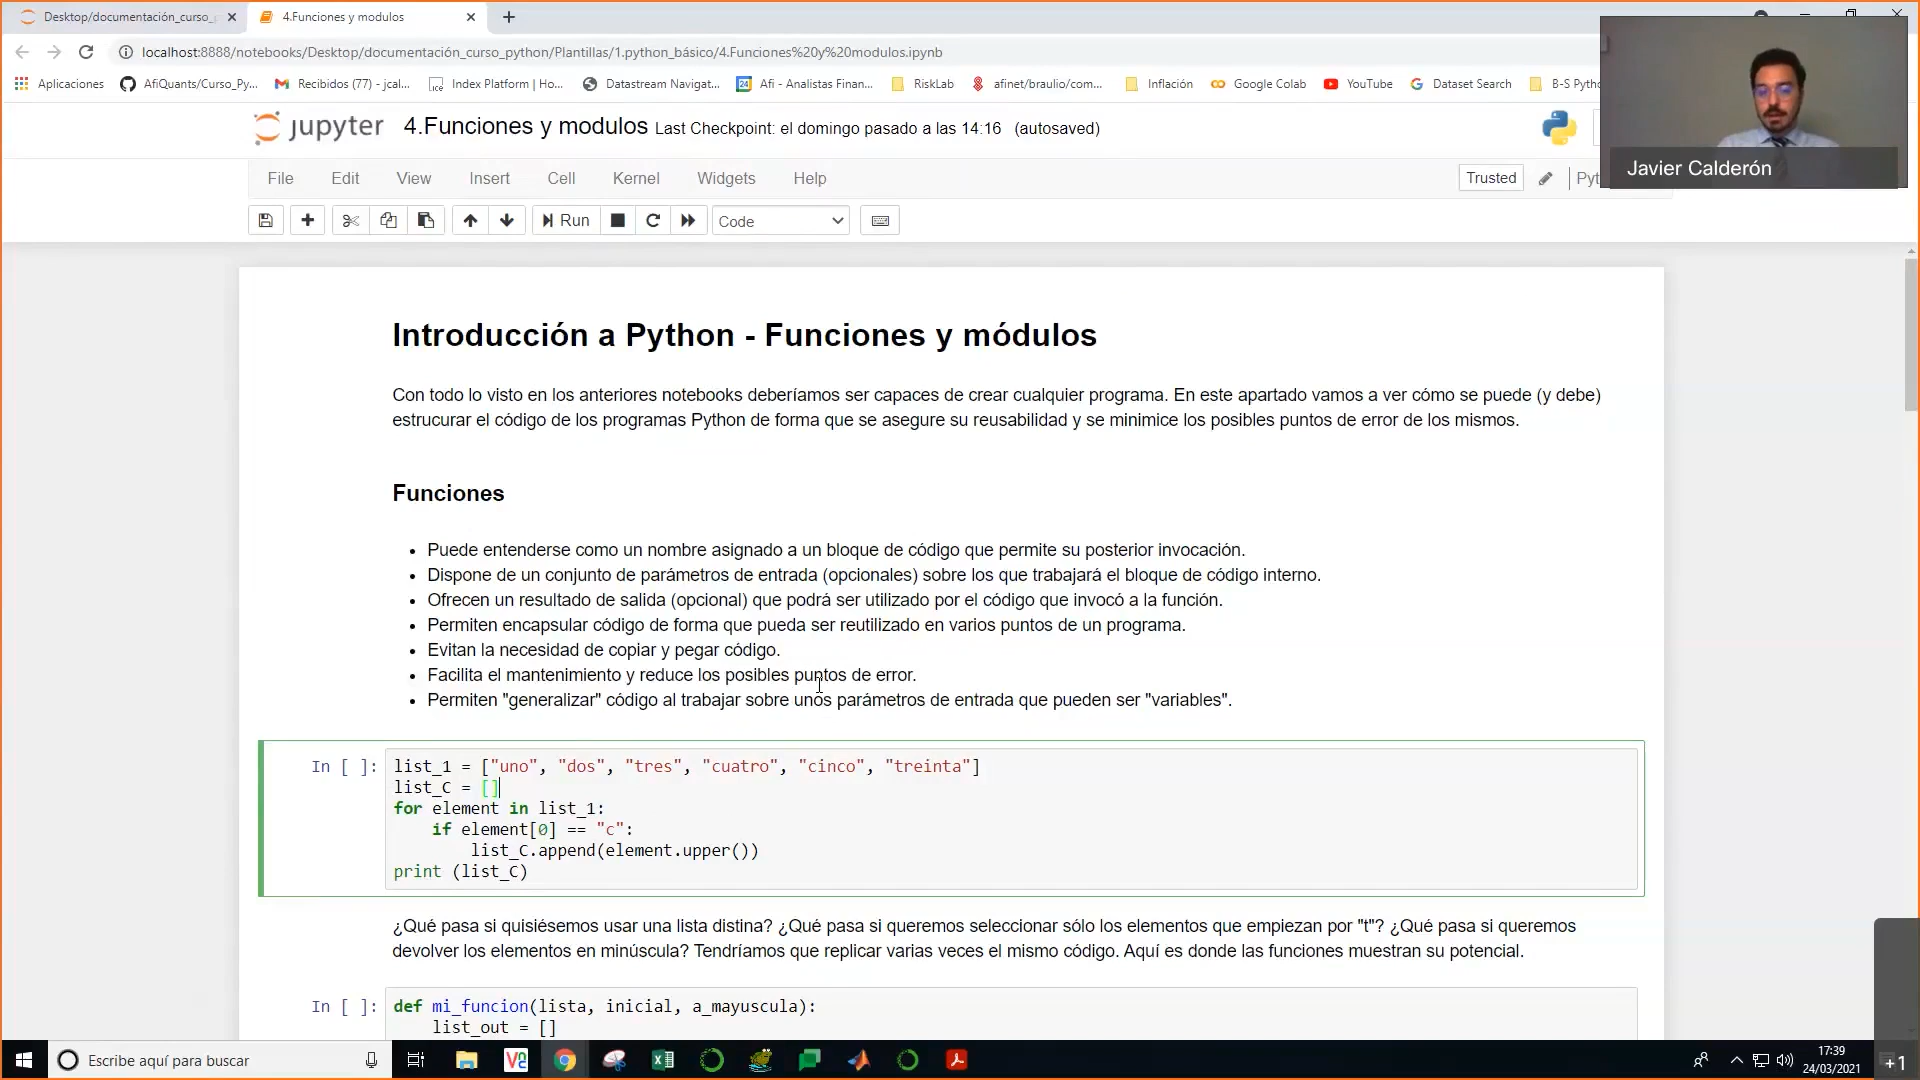 Desktop/documentación_curso_p
4.Funciones y modulos
localhost:8888/notebooks/Desktop/documentación_curso_python/Plantillas/1.python_básico/4.Funciones%20y%20modulos.ipynb
Aplicaciones
AfiQuants/Curso_Py...
Recibidos (77) - jcal...
Index Platform | Ho...
Datastream Navigat...
Afi - Analistas Finan...
RiskLab
afinet/braulio/com...
Inflación
Google Colab
YouTube
Dataset Search
B-S Pytho
jupyter 4.Funciones y modulos Last Checkpoint: el domingo pasado a las 14:16 (autosaved)
Javier Calderón
File Edit View Insert Cell Kernel Widgets Help
Trusted Pyt
Run Code
Introducción a Python - Funciones y módulos
Con todo lo visto en los anteriores notebooks deberíamos ser capaces de crear cualquier programa. En este apartado vamos a ver cómo se puede (y debe)
estrucurar el código de los programas Python de forma que se asegure su reusabilidad y se minimice los posibles puntos de error de los mismos.
Funciones
• Puede entenderse como un nombre asignado a un bloque de código que permite su posterior invocación.
• Dispone de un conjunto de parámetros de entrada (opcionales) sobre los que trabajará el bloque de código interno.
• Ofrecen un resultado de salida (opcional) que podrá ser utilizado por el código que invocó a la función.
• Permiten encapsular código de forma que pueda ser reutilizado en varios puntos de un programa.
• Evitan la necesidad de copiar y pegar código.
• Facilita el mantenimiento y reduce los posibles puntos de error.
• Permiten "generalizar" código al trabajar sobre unos parámetros de entrada que pueden ser "variables".
In [ ]: list_1 = ["uno", "dos", "tres", "cuatro", "cinco", "treinta"]
list_C = []
for element in list_1:
    if element[0] == "c":
        list_C.append(element.upper())
print (list_C)
¿Qué pasa si quisiésemos usar una lista distina? ¿Qué pasa si queremos seleccionar sólo los elementos que empiezan por "t"? ¿Qué pasa si queremos
devolver los elementos en minúscula? Tendríamos que replicar varias veces el mismo código. Aquí es donde las funciones muestran su potencial.
In [ ]: def mi_funcion(lista, inicial, a_mayuscula):
    list_out = []
Escribe aquí para buscar
17:39
24/03/2021
+1